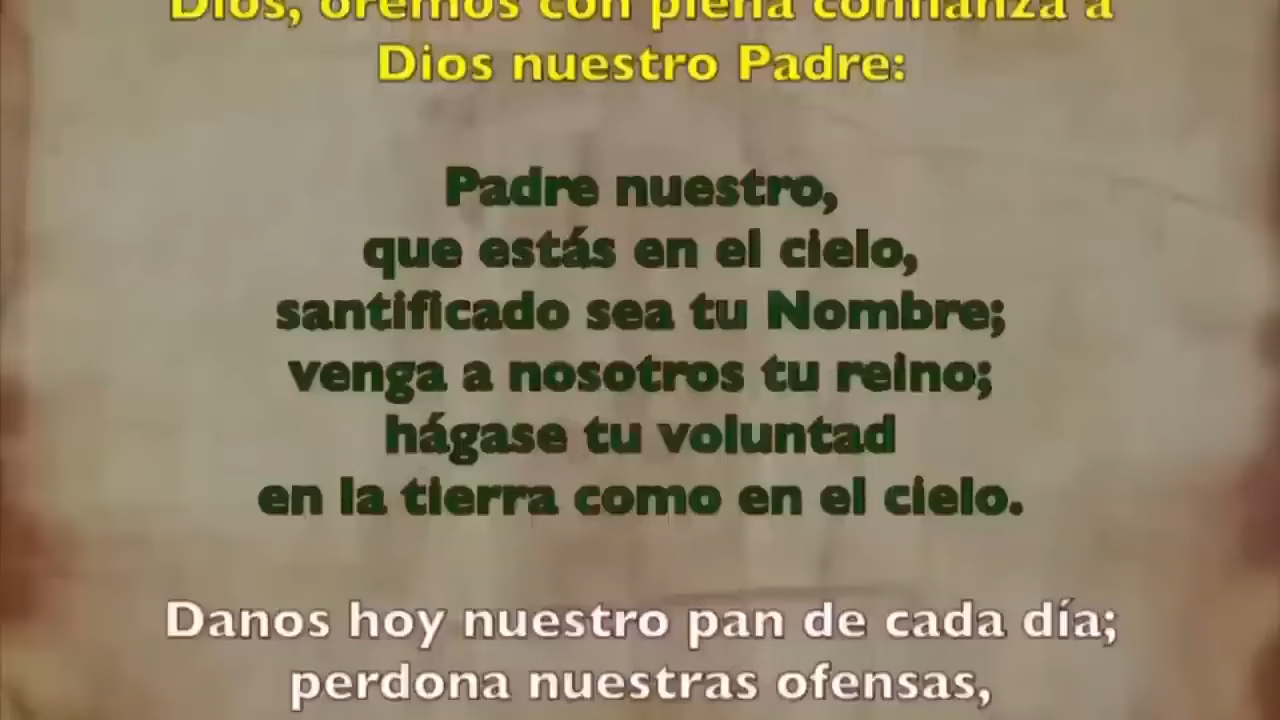 Dios, oremos con plena confianza a
Dios nuestro Padre:
Padre nuestro,
que estás en el cielo,
santificado sea tu Nombre;
venga a nosotros tu reino;
hágase tu voluntad
en la tierra como en el cielo.
Danos hoy nuestro pan de cada día;
perdona nuestras ofensas,